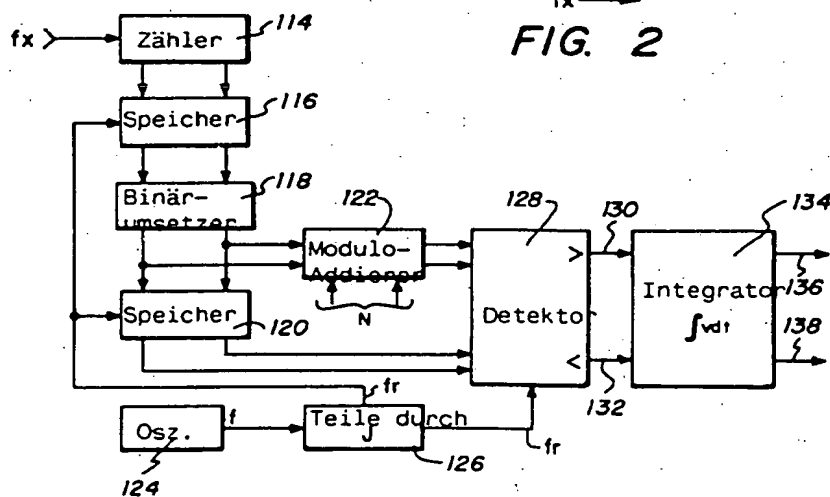 fx
FIG. 2
fx
Zähler
114
Speicher
116
Binär-
umsetzer
118
122
Modulo-
Addierer
N
128
130
134
>
Detektor
<
132
Integrator
∫vdt
136
138
Speicher
120
fr
Osz.
f
124
Teile durch
J
126
fr